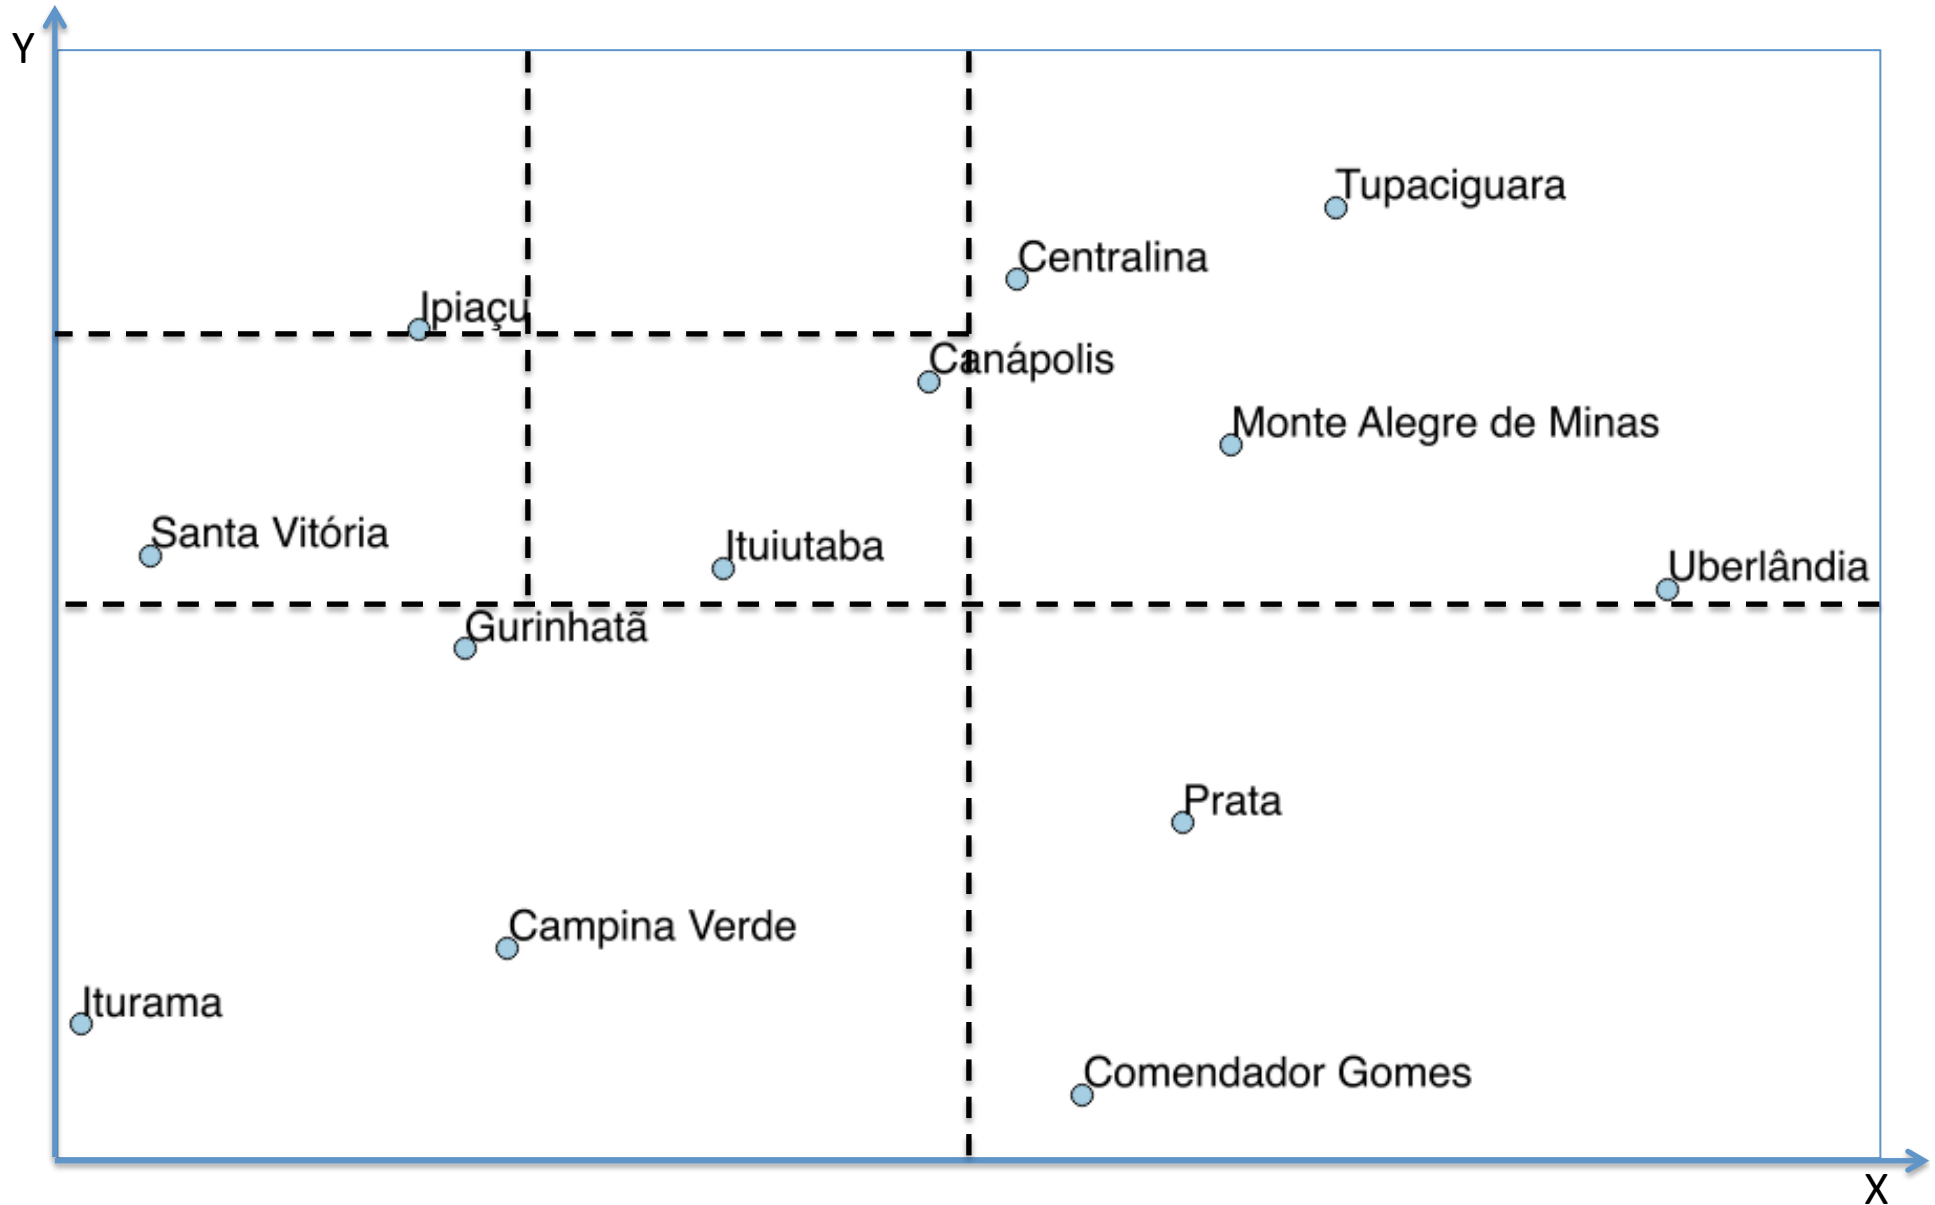 Y
Tupaciguara
Centralina
Ipiaçu
Canápolis
Monte Alegre de Minas
Santa Vitória
Ituiutaba
Uberlândia
Gurinhatã
Prata
Campina Verde
Iturama
Comendador Gomes
X